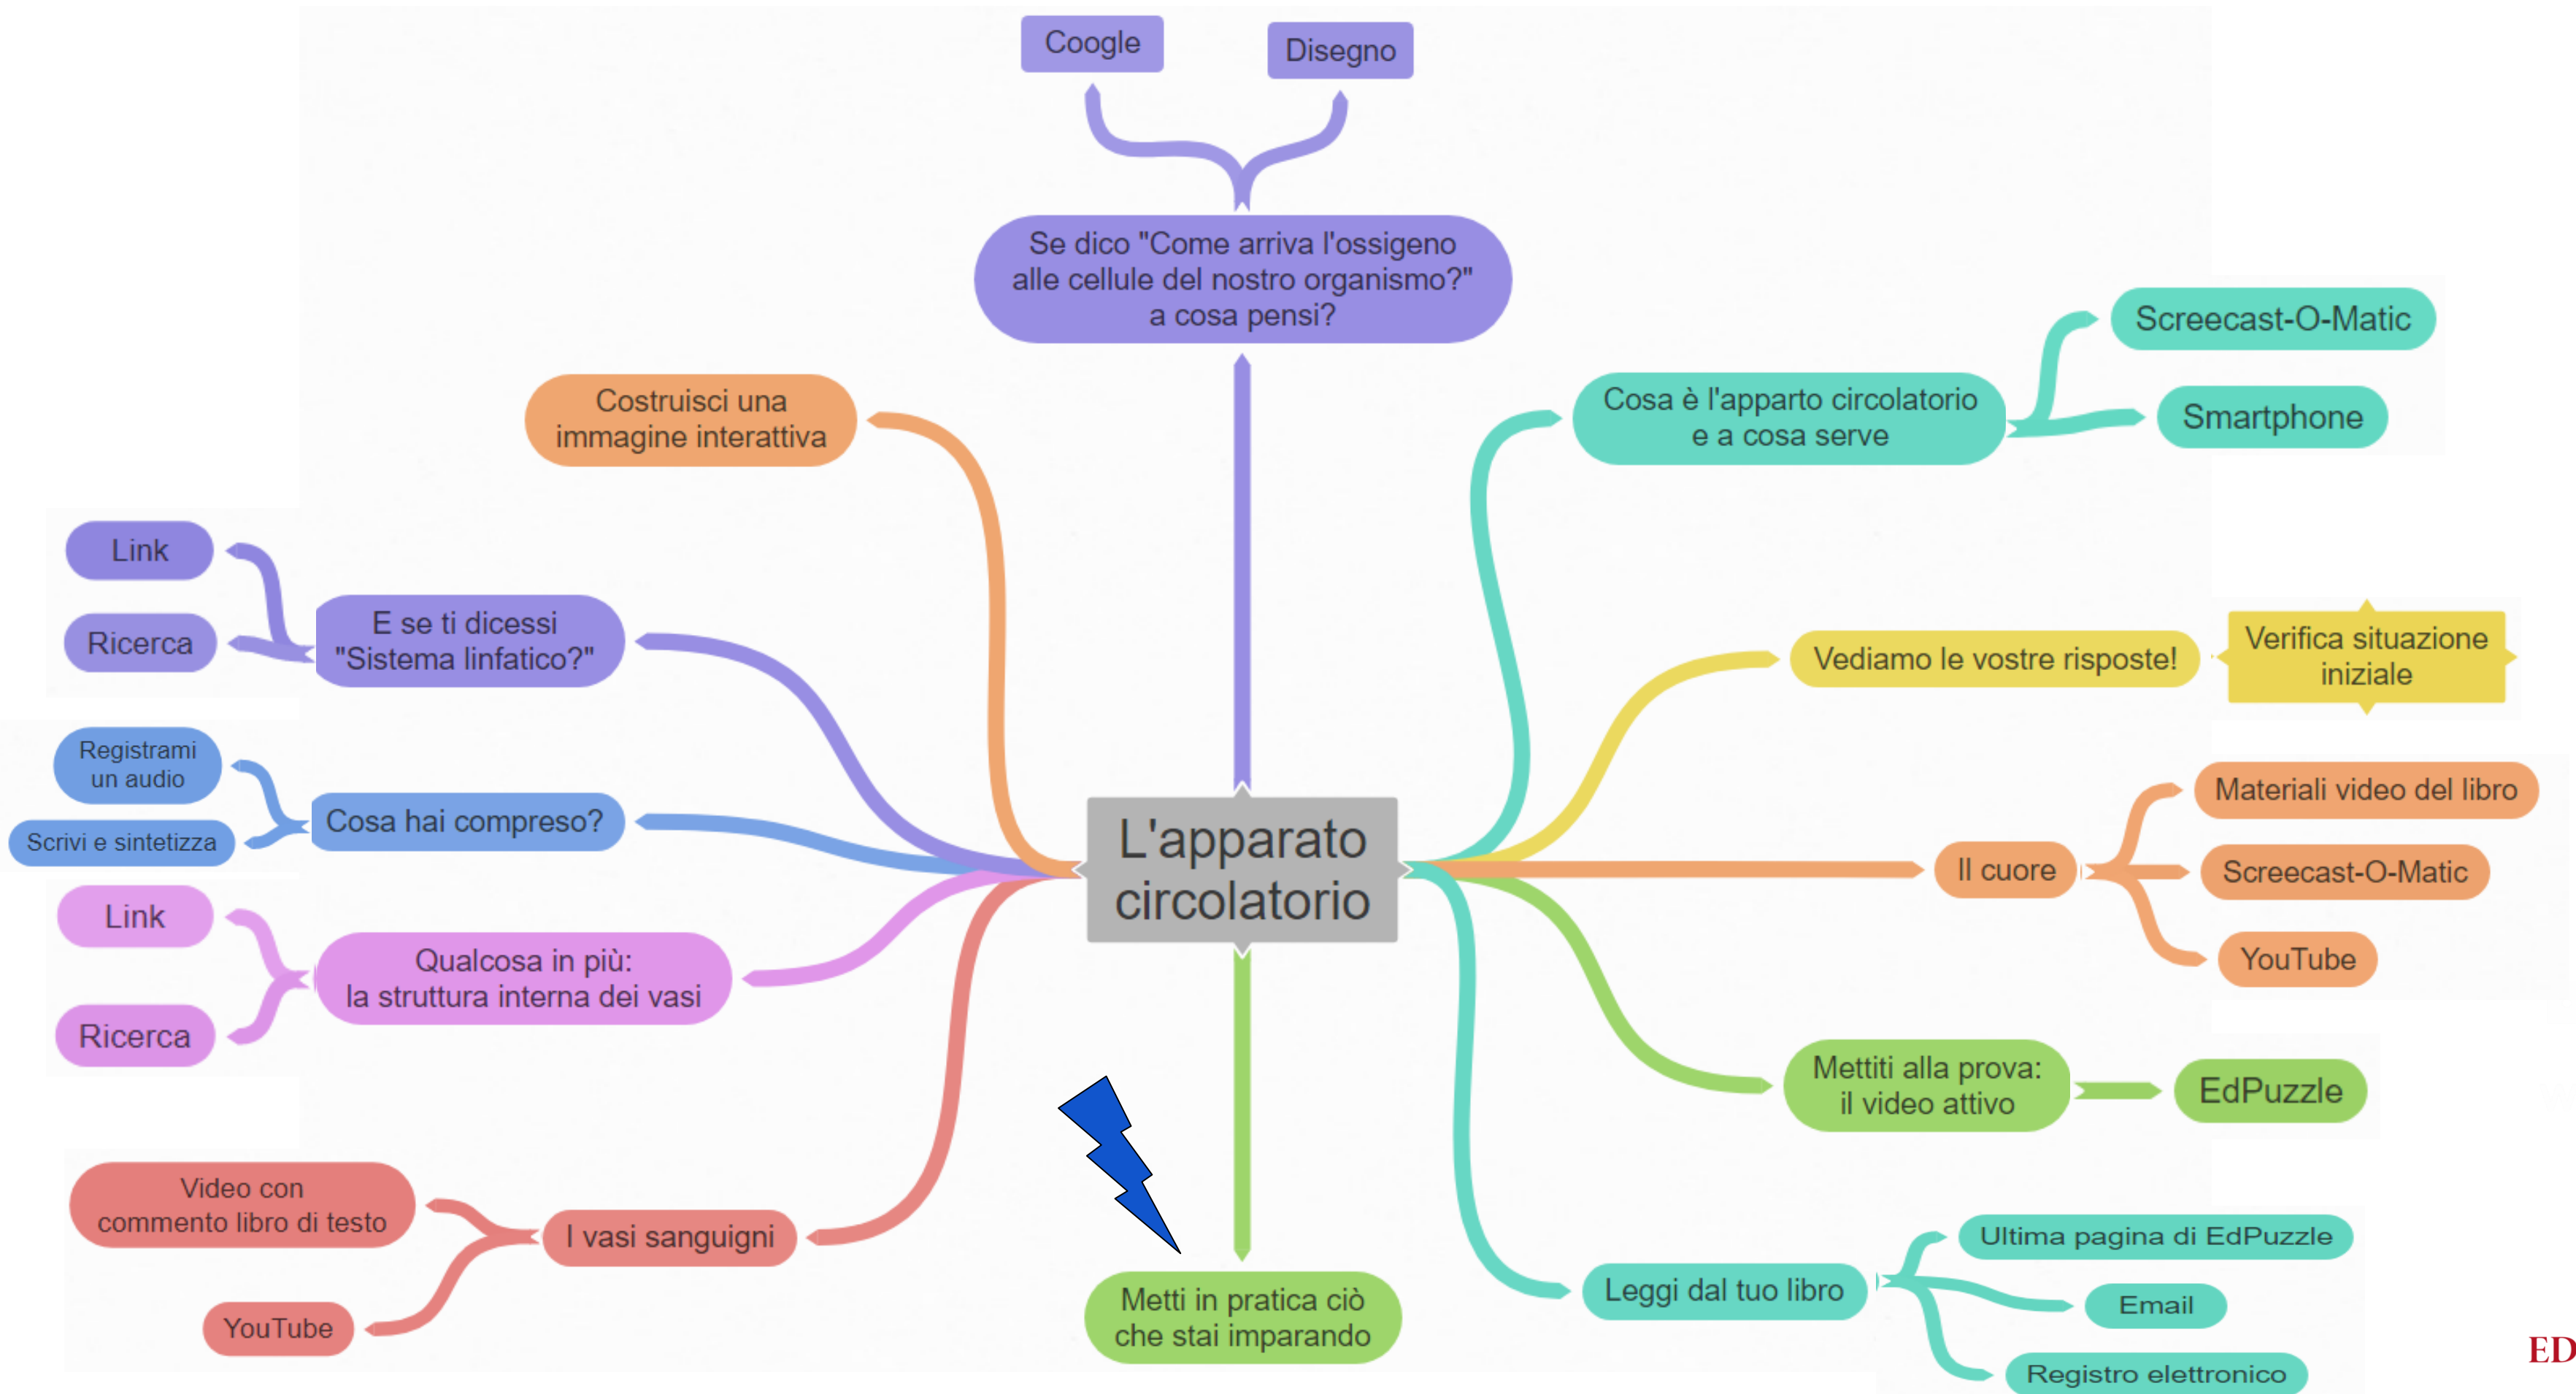 Coogle
Disegno
Se dico "Come arriva l'ossigeno
alle cellule del nostro organismo?"
a cosa pensi?
Screecast-O-Matic
Smartphone
Cosa è l'apparto circolatorio
e a cosa serve
Costruisci una
immagine interattiva
Link
Ricerca
E se ti dicessi
"Sistema linfatico?"
Vediamo le vostre risposte!
Verifica situazione
iniziale
Registrami
un audio
Scrivi e sintetizza
Cosa hai compreso?
L'apparato
circolatorio
Il cuore
Materiali video del libro
Screecast-O-Matic
YouTube
Link
Ricerca
Qualcosa in più:
la struttura interna dei vasi
Mettiti alla prova:
il video attivo
EdPuzzle
Video con
commento libro di testo
YouTube
I vasi sanguigni
Metti in pratica ciò
che stai imparando
Leggi dal tuo libro
Ultima pagina di EdPuzzle
Email
Registro elettronico
ED